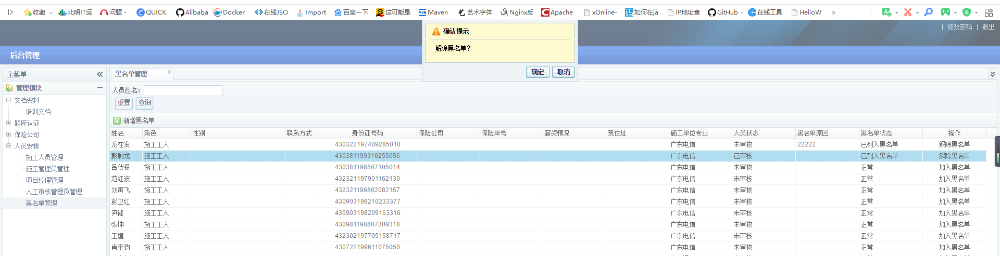 收藏 北明IT运 问题 - QUICK Alibaba Docker 在线JSO Import 百度一下 这可能是 Maven 艺术字体 Nginx反 Apache xOnline- 如何在ja IP地址查 GitHub - 在线工具 HelloW »
| 修改密码 | 退出
确认提示
解除黑名单?
确定 取消
后台管理
主菜单
管理模块
文档资料
培训文档
题库认证
保险公司
人员安排
施工人员管理
施工管理员管理
项目经理管理
人工审核管理员管理
黑名单管理
黑名单管理
人员姓名:
重置 查询
新增黑名单
姓名 角色 性别 联系方式 身份证号码 保险公司 保险单号 薪资情况 现住址 施工单位专业 人员状态 黑名单原因 黑名单状态 操作
龙在发 施工工人 430322197409285010 广东电信 未审核 22222 已列入黑名单 解除黑名单
彭剩龙 施工工人 430381199310255056 广东电信 已审核 已列入黑名单 解除黑名单
吕伏根 施工工人 430381198507105014 广东电信 未审核 正常 加入黑名单
范红波 施工工人 432321197901162130 广东电信 未审核 正常 加入黑名单
刘寅飞 施工工人 432321196802082157 广东电信 未审核 正常 加入黑名单
彭卫红 施工工人 430903198210233377 广东电信 未审核 正常 加入黑名单
尹锋 施工工人 430903198209163316 广东电信 未审核 正常 加入黑名单
张坤 施工工人 430981198807309318 广东电信 未审核 正常 加入黑名单
王建 施工工人 432302197705158717 广东电信 未审核 正常 加入黑名单
肖奎钧 施工工人 430722199611075050 广东电信 未审核 正常 加入黑名单